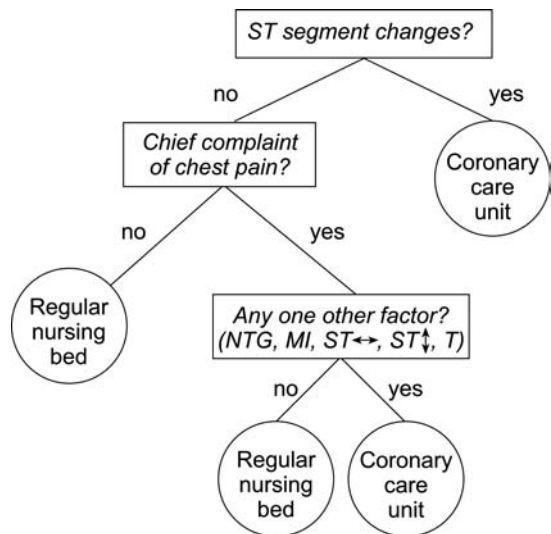 ST segment changes?
no
yes
Chief complaint
of chest pain?
Coronary
care
unit
no
yes
Regular
nursing
bed
Any one other factor?
(NTG, MI, ST↔, ST↕, T)
no
yes
Regular
nursing
bed
Coronary
care
unit